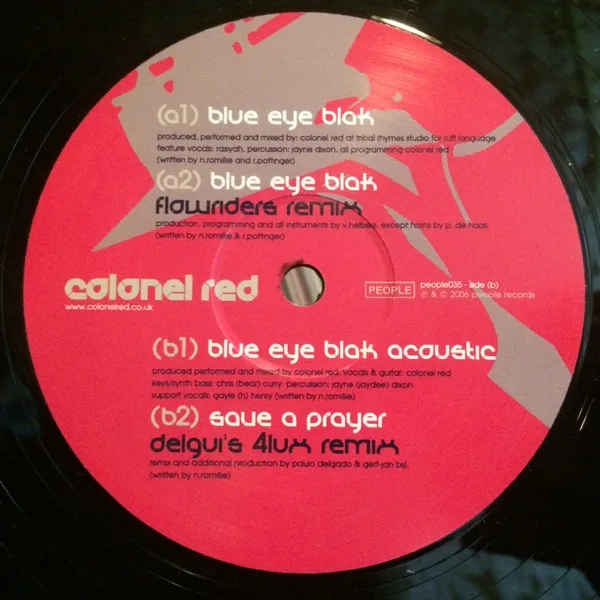 (a1) blue eye blak
produced, performed and mixed by: colonel red at tribal rhymes studio for ruff language
feature vocals: rasyah, percussion: jayne dixon, all programming colonel red
(written by n.romillie and r.pottinger)
(a2) blue eye blak
flowriders remix
production, programming and all instruments by v.helbers, except horns by p. de haas.
(written by n.romillie & r.pottinger)
colonel red
www.colonelred.co.uk
PEOPLE
people035 - side (b)
℗ & © 2006 people records
(b1) blue eye blak acoustic
produced performed and mixed by colonel red. vocals & guitar: colonel red
keys/synth bass: chris (bear) curry. percussion: jayne (jaydee) dixon
support vocals: gayle (h) henry (written by n.romillie)
(b2) save a prayer
delgui's 4lux remix
remix and additional production by paulo delgado & gert-jan bijl.
(written by n.romillie)